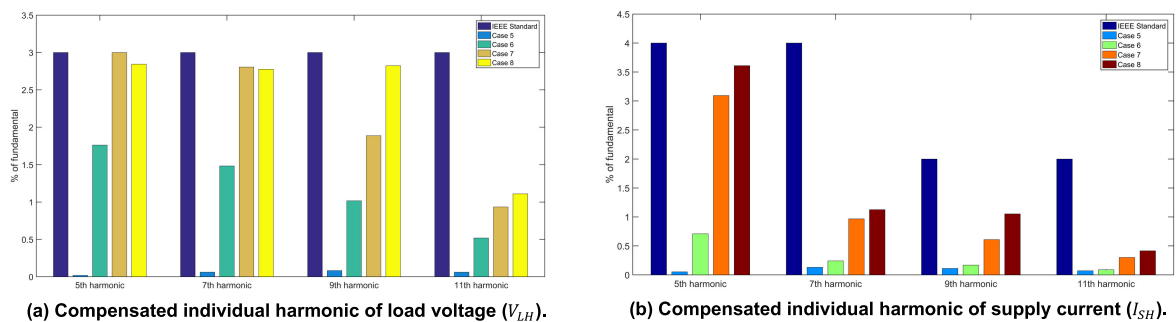 3.5
3
2.5
2
1.5
1
0.5
0
% of fundamental
IEEE Standard
Case 5
Case 6
Case 7
Case 8
5th harmonic
7th harmonic
9th harmonic
11th harmonic
(a) Compensated individual harmonic of load voltage (V_LH).
4.5
4
3.5
3
2.5
2
1.5
1
0.5
0
% of fundamental
IEEE Standard
Case 5
Case 6
Case 7
Case 8
5th harmonic
7th harmonic
9th harmonic
11th harmonic
(b) Compensated individual harmonic of supply current (I_SH).